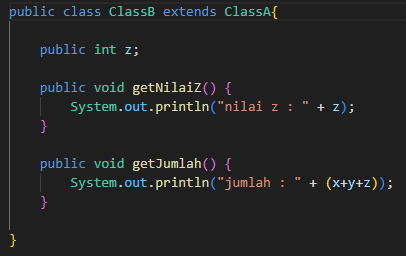 public class ClassB extends ClassA{
public int z;
public void getNilaiZ() {
System.out.println("nilai z : " + z);
}
public void getJumlah() {
System.out.println("jumlah : " + (x+y+z));
}
}